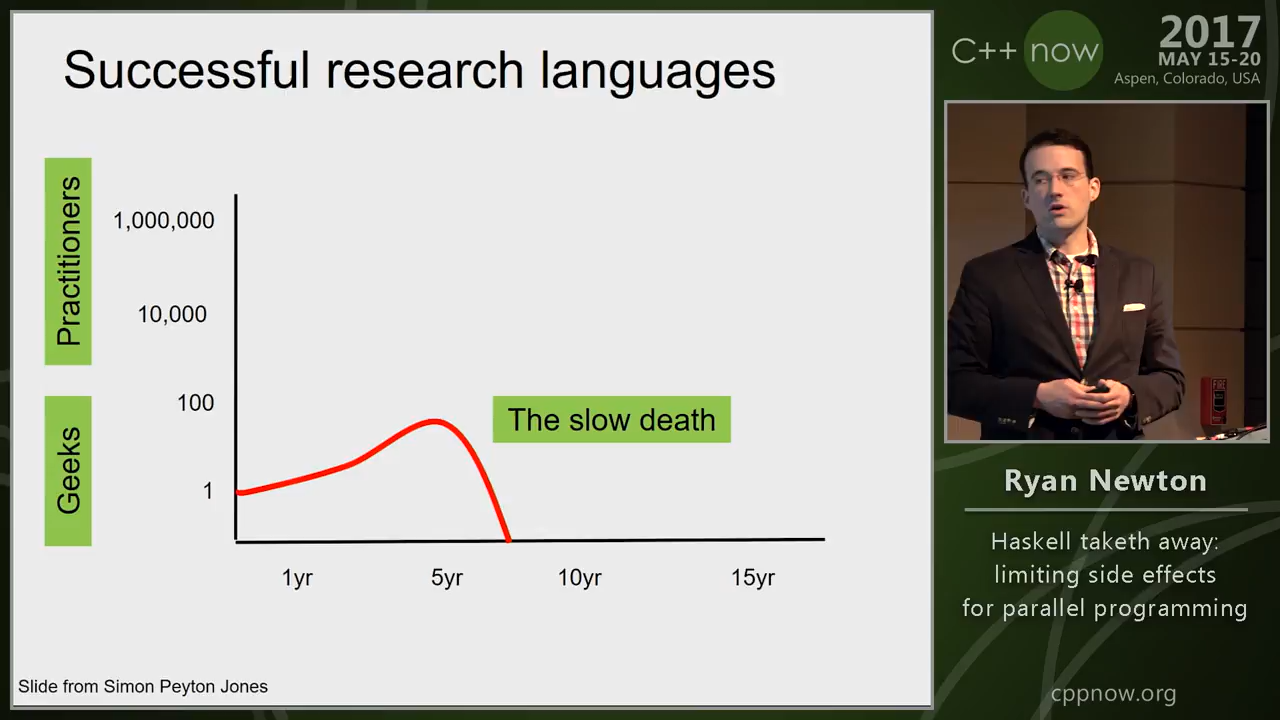 Successful research languages
Practitioners
Geeks
1,000,000
10,000
100
1
The slow death
1yr 5yr 10yr 15yr
Slide from Simon Peyton Jones
C++ now
2017
MAY 15-20
Aspen, Colorado, USA
FIRE
Ryan Newton
Haskell taketh away:
limiting side effects
for parallel programming
cppnow.org